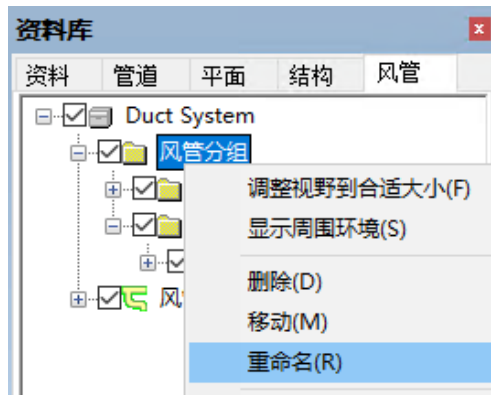 资料库
资料 管道 平面 结构 风管
Duct System
风管分组
调整视野到合适大小(F)
显示周围环境(S)
删除(D)
风
移动(M)
重命名(R)